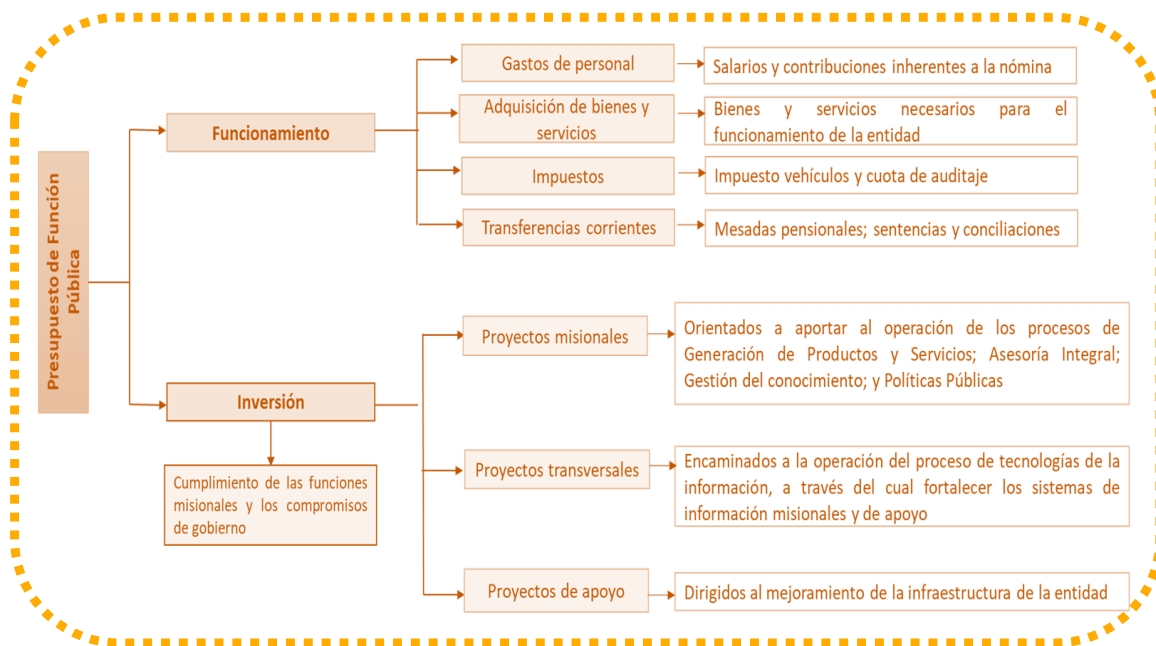 Presupuesto de Función
Pública
Funcionamiento
Gastos de personal
Salarios y contribuciones inherentes a la nómina
Adquisición de bienes y
servicios
Bienes y servicios necesarios para el
funcionamiento de la entidad
Impuestos
Impuesto vehículos y cuota de auditaje
Transferencias corrientes
Mesadas pensionales; sentencias y conciliaciones
Inversión
Cumplimiento de las funciones
misionales y los compromisos
de gobierno
Proyectos misionales
Orientados a aportar al operación de los procesos de
Generación de Productos y Servicios; Asesoría Integral;
Gestión del conocimiento; y Políticas Públicas
Proyectos transversales
Encaminados a la operación del proceso de tecnologías de la
información, a través del cual fortalecer los sistemas de
información misionales y de apoyo
Proyectos de apoyo
Dirigidos al mejoramiento de la infraestructura de la entidad